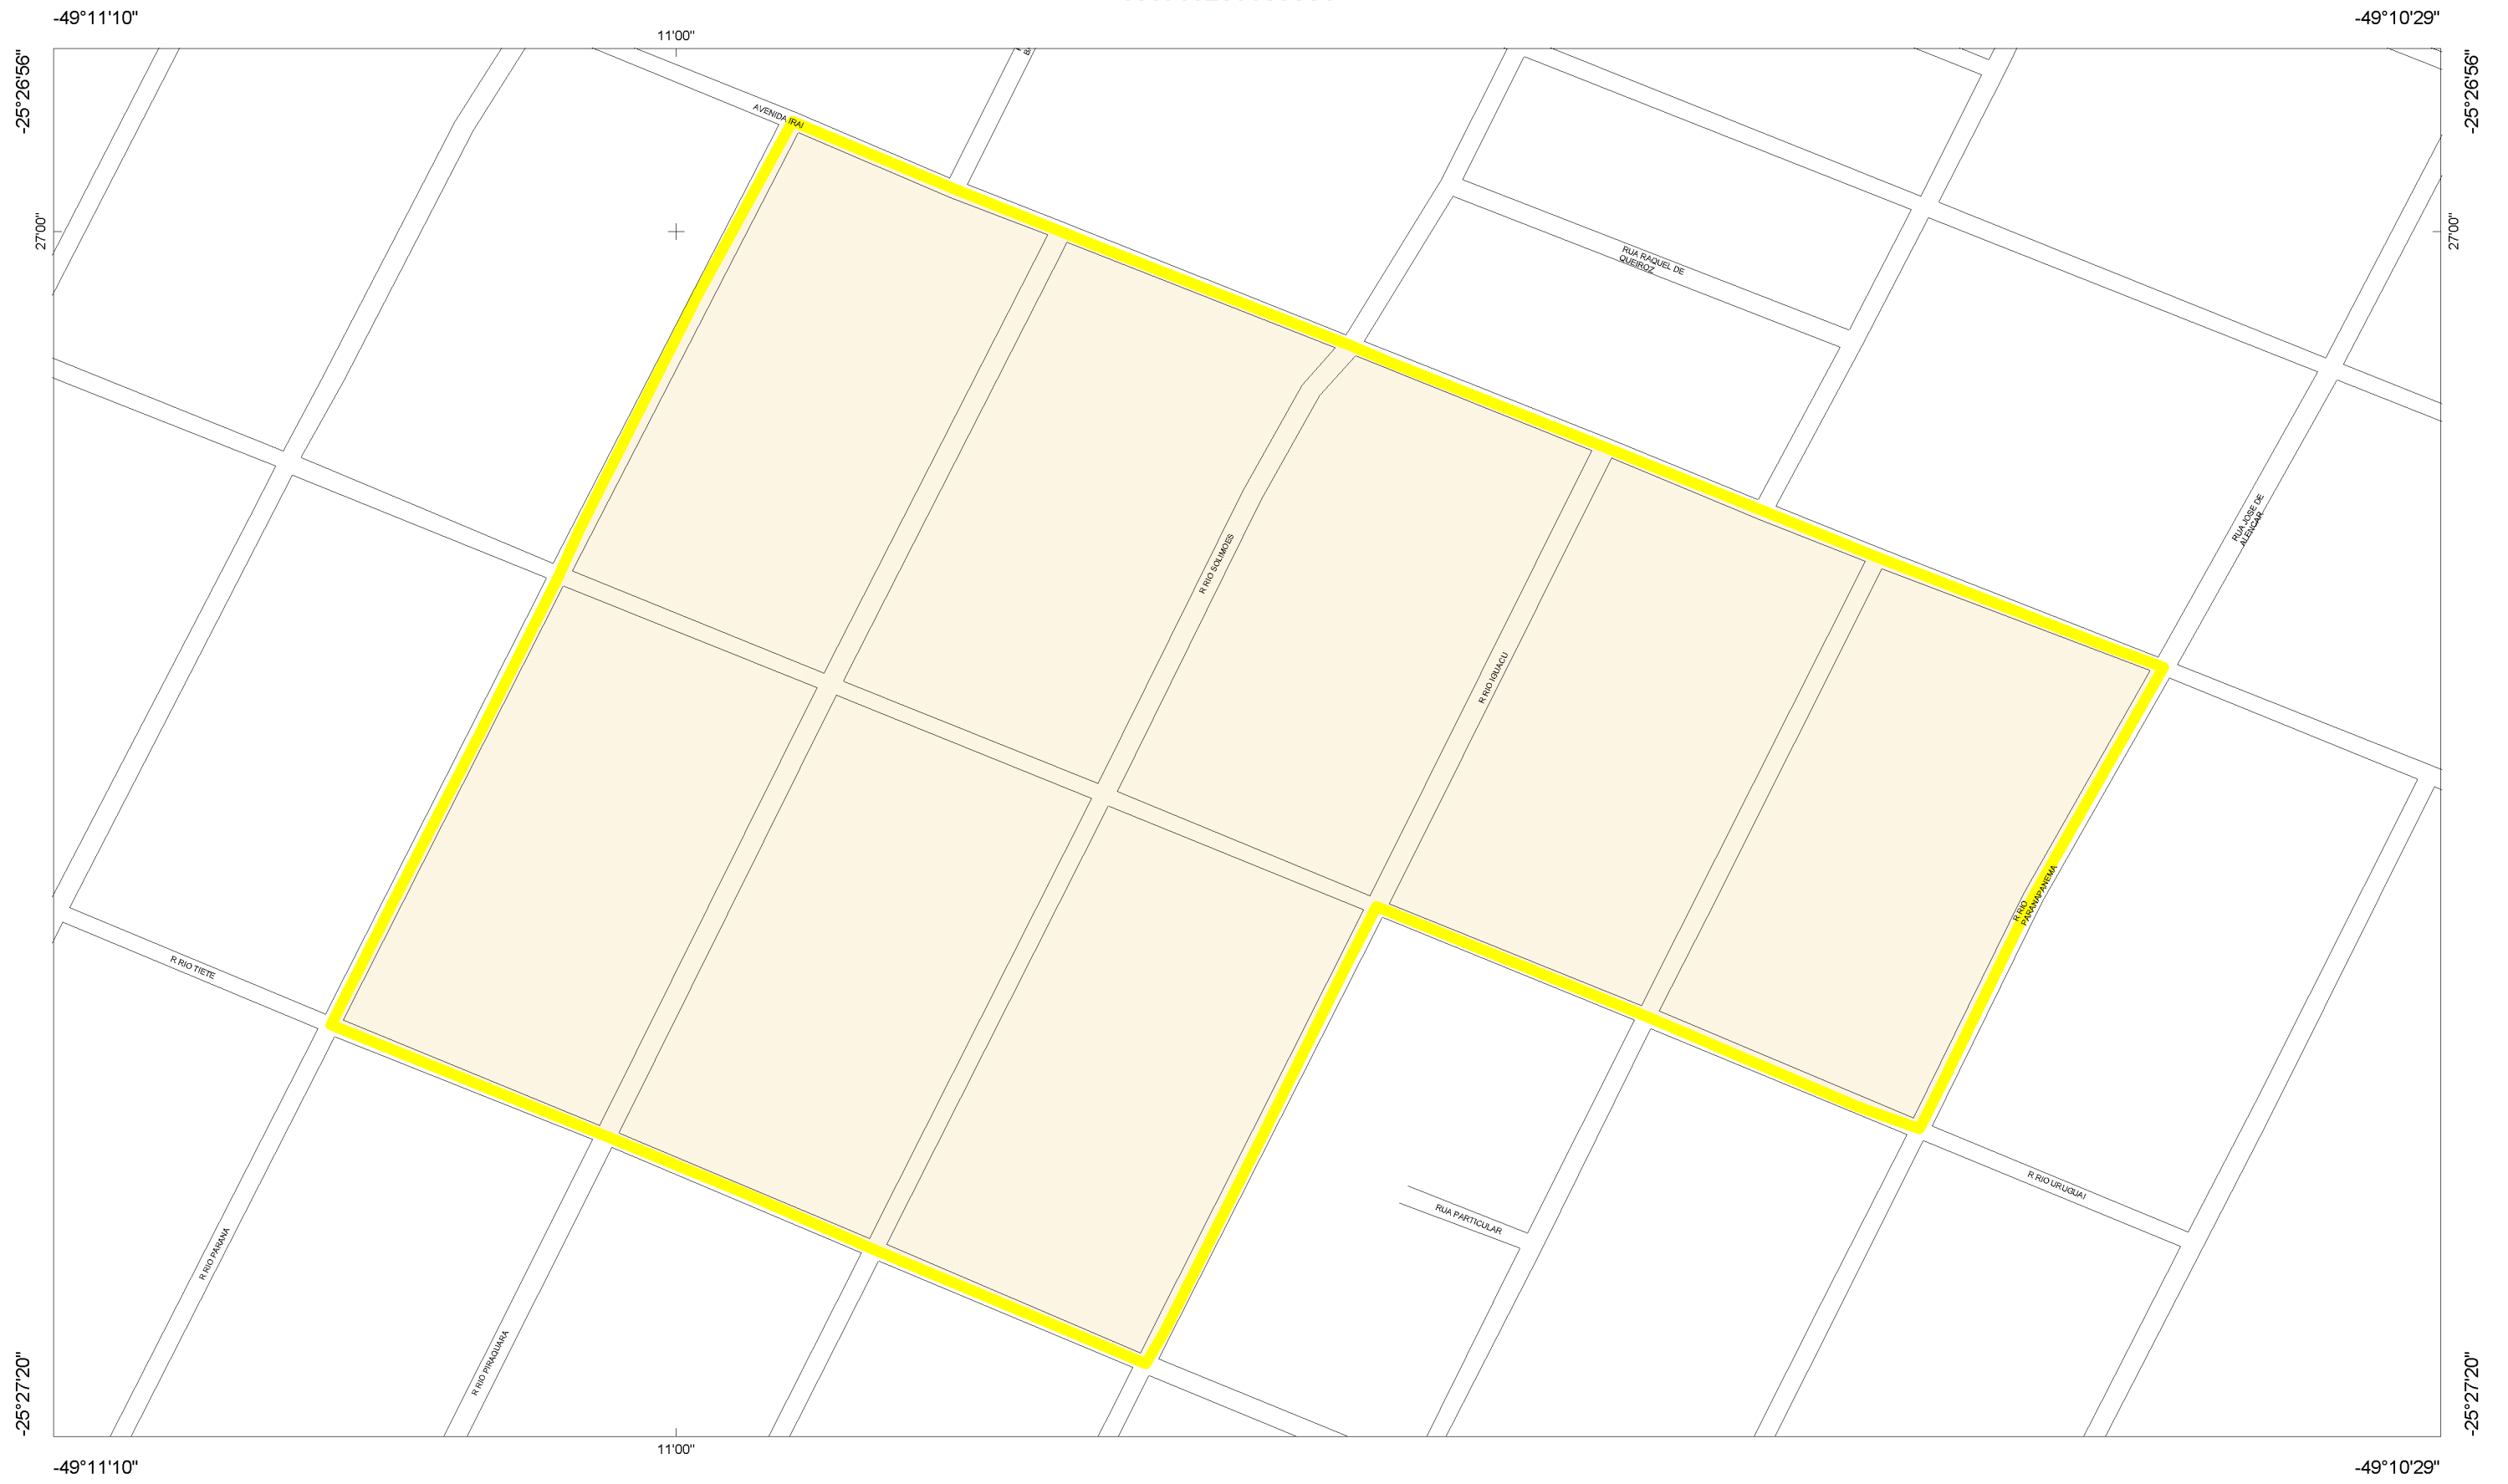 -49°11'10"
-49°10'29"
11'00"
-25°26'56"
-25°26'56"
AVENIDA IRAI
27'00"
27'00"
RUA RAQUEL DE
QUEIROZ
RUA JOSE DE
ALENCAR
R RIO SOLIMOES
R RIO IGUACU
R RIO
PARANAPANEMA
R RIO TIETE
R RIO URUGUAI
RUA PARTICULAR
R RIO PARANA
R RIO PIRAQUARA
-25°27'20"
-25°27'20"
11'00"
-49°11'10"
-49°10'29"